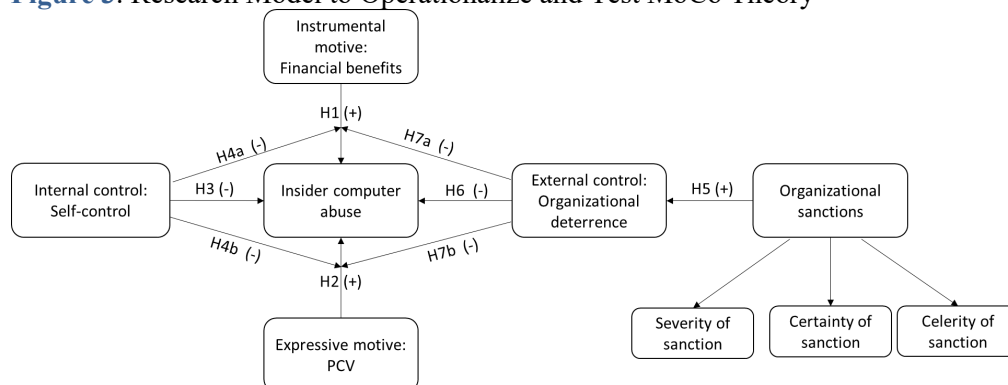 Figure 3: Research Model to Operationalize and Test MoCo Theory
Instrumental
motive:
Financial benefits
H1 (+)
H4a (-)
H7a (-)
Internal control:
Self-control
H3 (-)
Insider computer
abuse
H6 (-)
External control:
Organizational
deterrence
H5 (+)
Organizational
sanctions
H4b (-)
H7b (-)
H2 (+)
Expressive motive:
PCV
Severity of
sanction
Certainty of
sanction
Celerity of
sanction